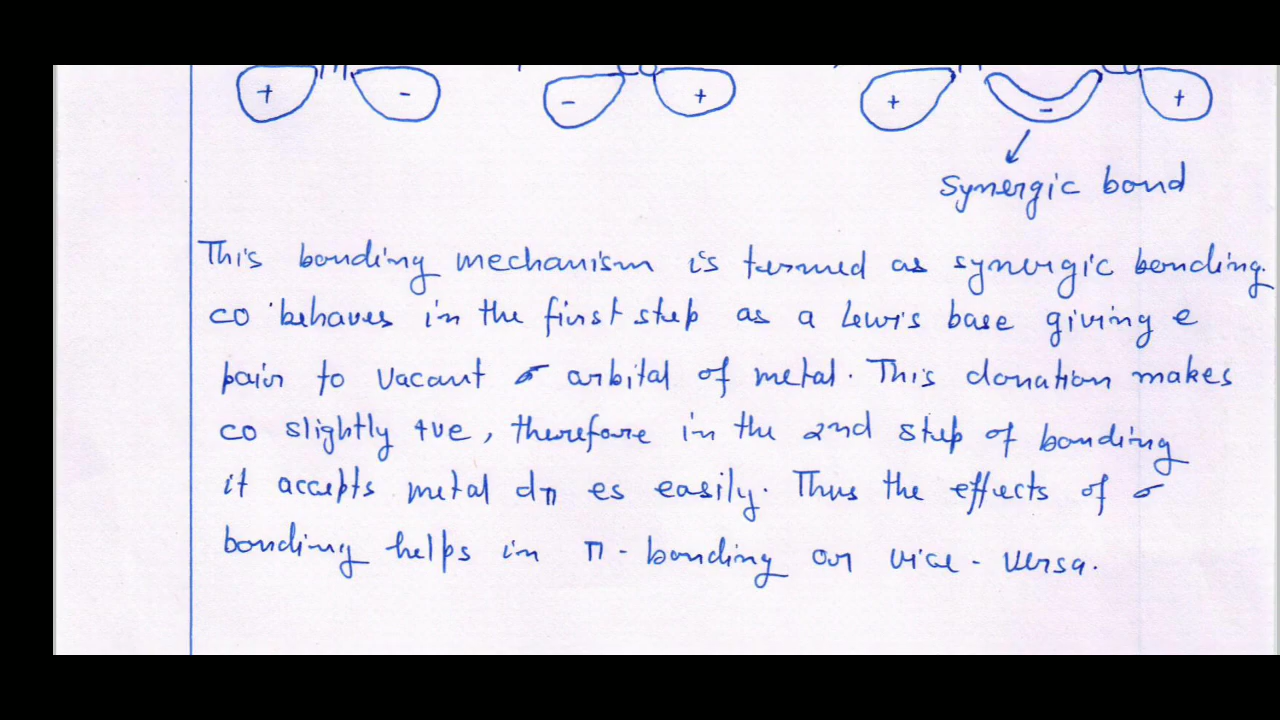 + - - + + - +
synergic bond
This bonding mechanism is termed as synergic bonding.
CO behaves in the first step as a Lewis base giving e
pair to vacant σ orbital of metal. This donation makes
CO slightly +ve, therefore in the 2nd step of bonding
it accepts metal dπ es easily. Thus the effects of σ
bonding helps in π - bonding or vice - versa.